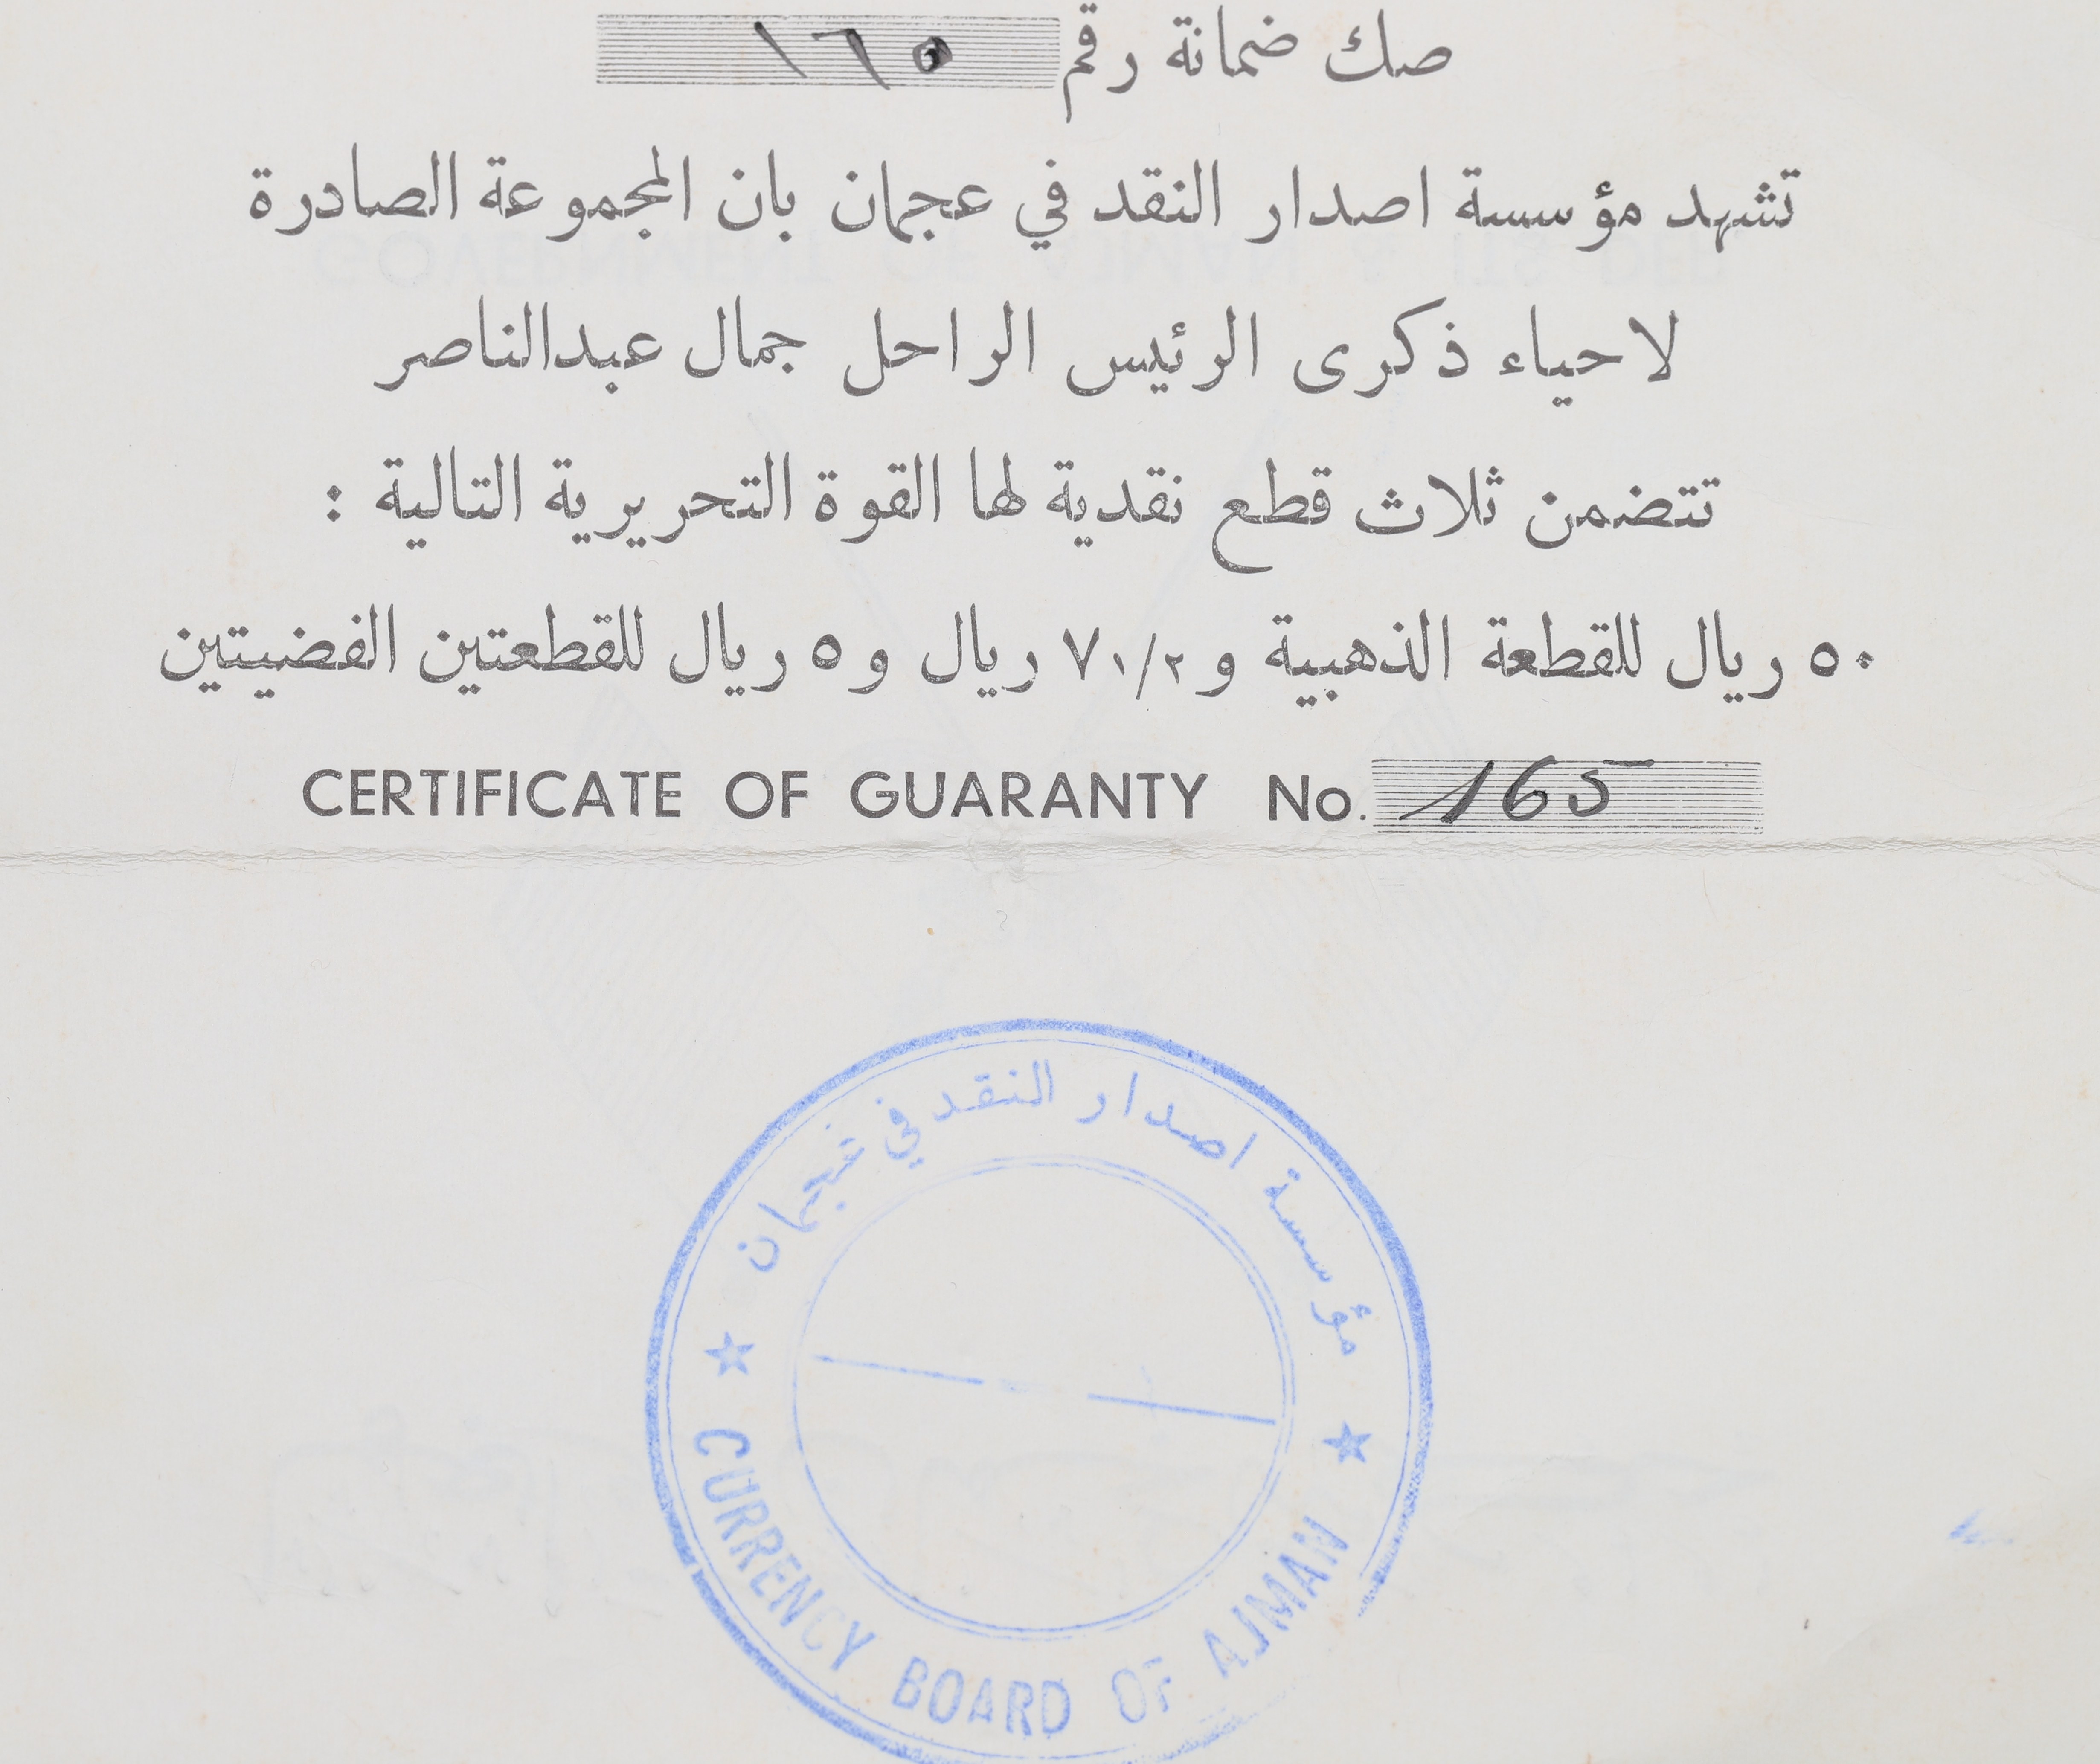 صك ضمانة رقم ١٦٥
تشهد مؤسسة اصدار النقد في عجمان بان المجموعة الصادرة
لاحياء ذكرى الرئيس الراحل جمال عبدالناصر
تتضمن ثلاث قطع نقدية لها القوة التحريرية التالية :
٥٠ ريال للقطعة الذهبية و ٧١/٢ ريال و ٥ ريال للقطعتين الفضيتين
CERTIFICATE OF GUARANTY No. 165
مؤسسة اصدار النقد في عجمان
CURRENCY BOARD OF AJMAN